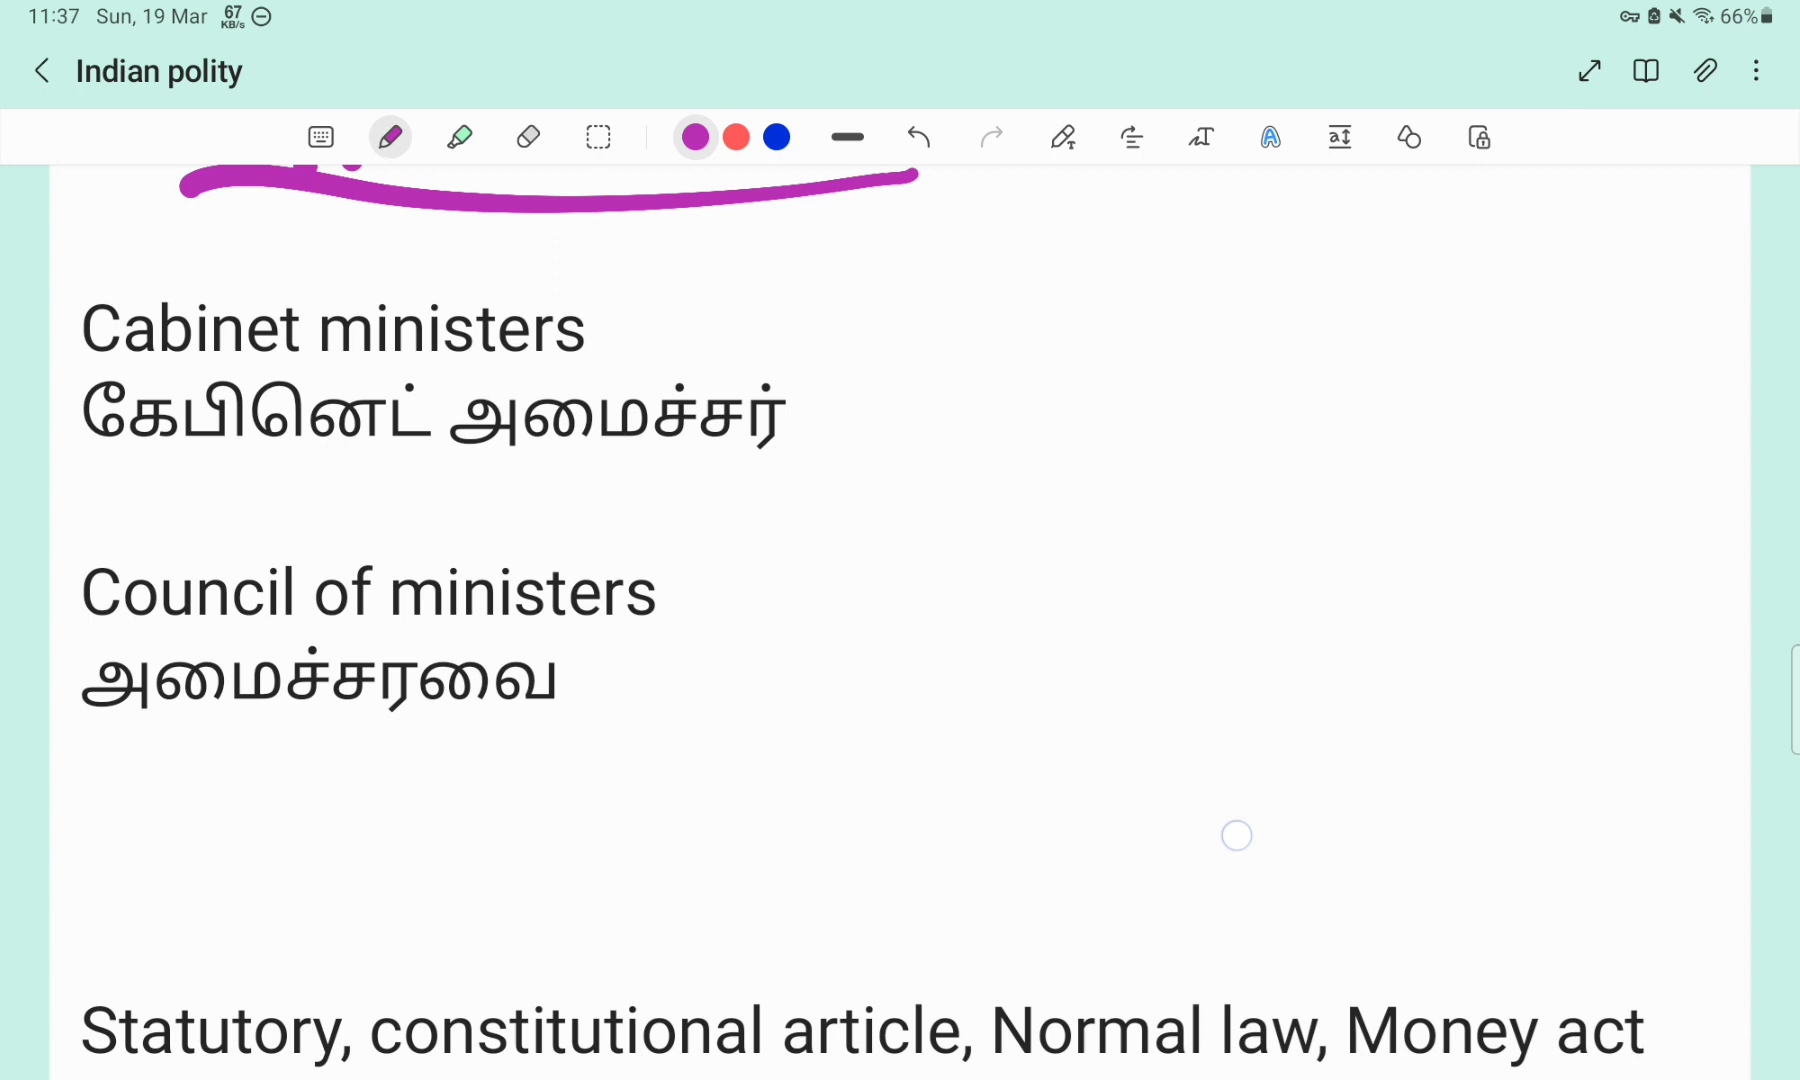 11:37 Sun, 19 Mar 67 KB/s 66%
Indian polity
Cabinet ministers
கேபினெட் அமைச்சர்
Council of ministers
அமைச்சரவை
Statutory, constitutional article, Normal law, Money act